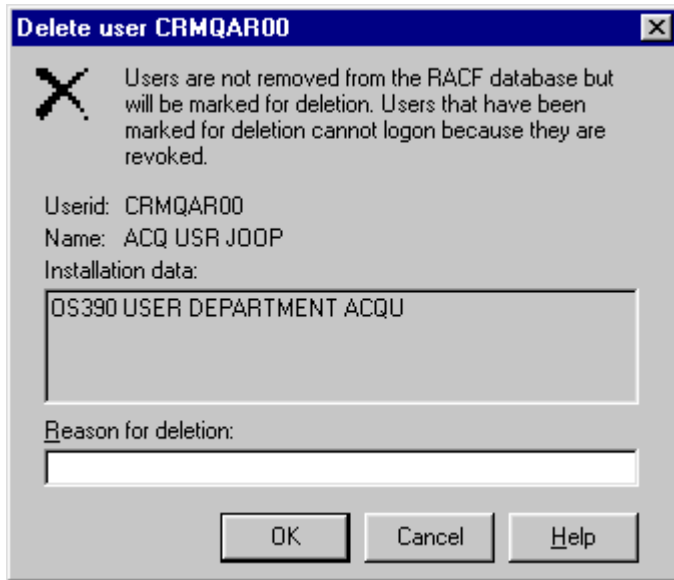 Delete user CRMQAR00
Users are not removed from the RACF database but
will be marked for deletion. Users that have been
marked for deletion cannot logon because they are
revoked.
Userid: CRMQAR00
Name: ACQ USR JOOP
Installation data:
OS390 USER DEPARTMENT ACQU
Reason for deletion:
OK Cancel Help